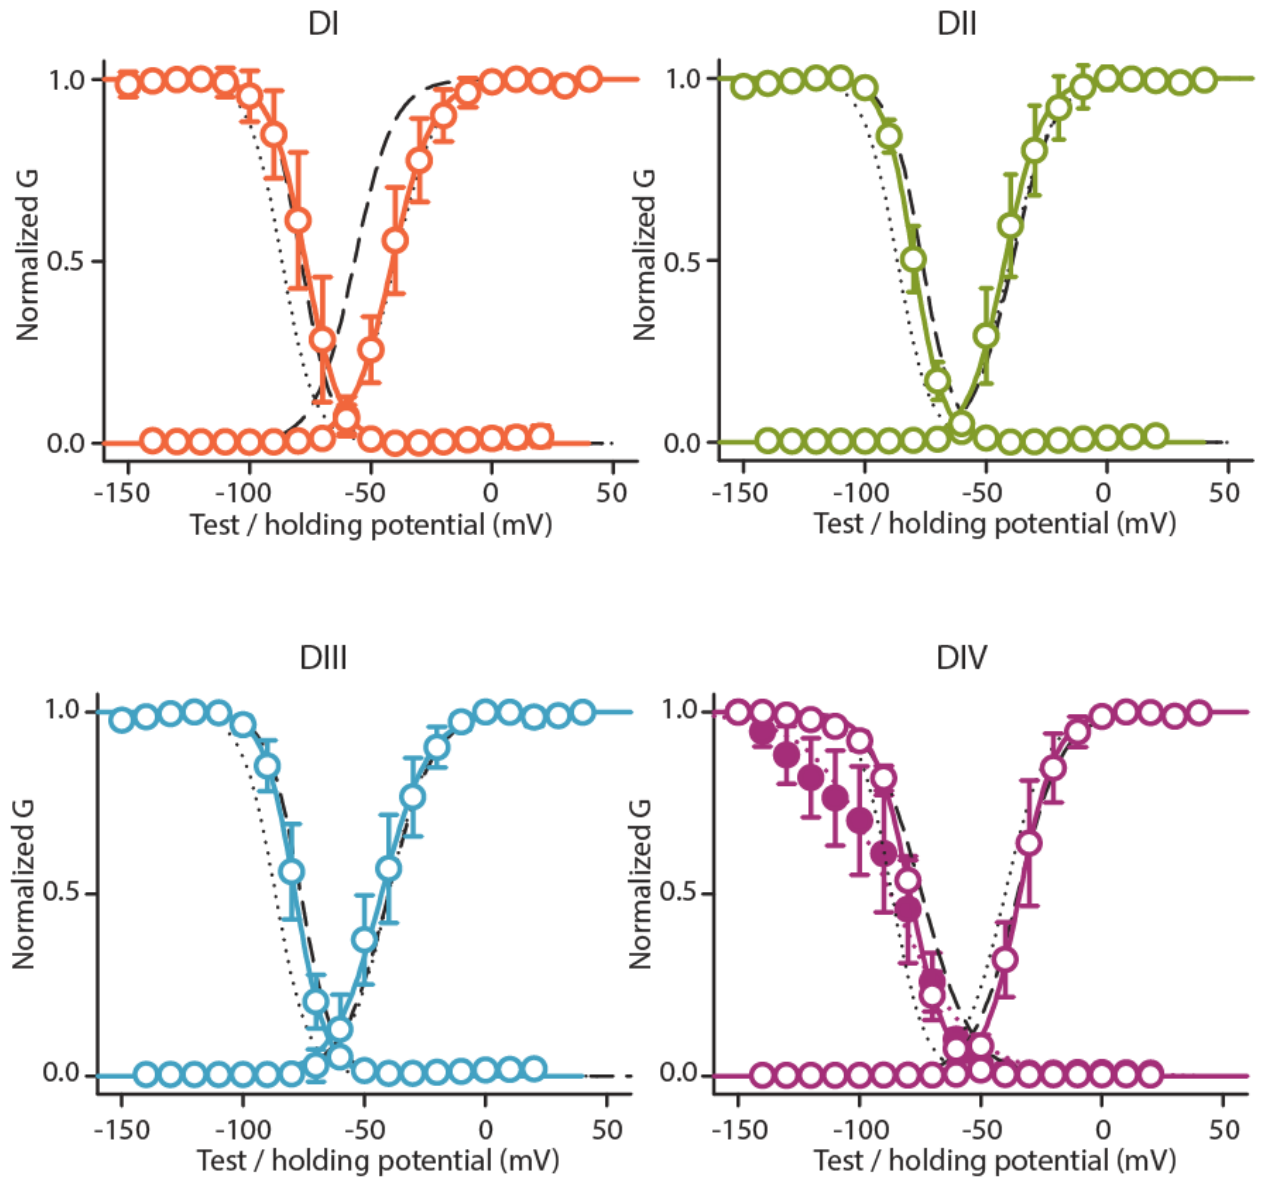 DI
DII
1.0
0.5
0.0
Normalized G
-150 -100 -50 0 50
Test / holding potential (mV)
1.0
0.5
0.0
Normalized G
-150 -100 -50 0 50
Test / holding potential (mV)
DIII
DIV
1.0
0.5
0.0
Normalized G
-150 -100 -50 0 50
Test / holding potential (mV)
1.0
0.5
0.0
Normalized G
-150 -100 -50 0 50
Test / holding potential (mV)